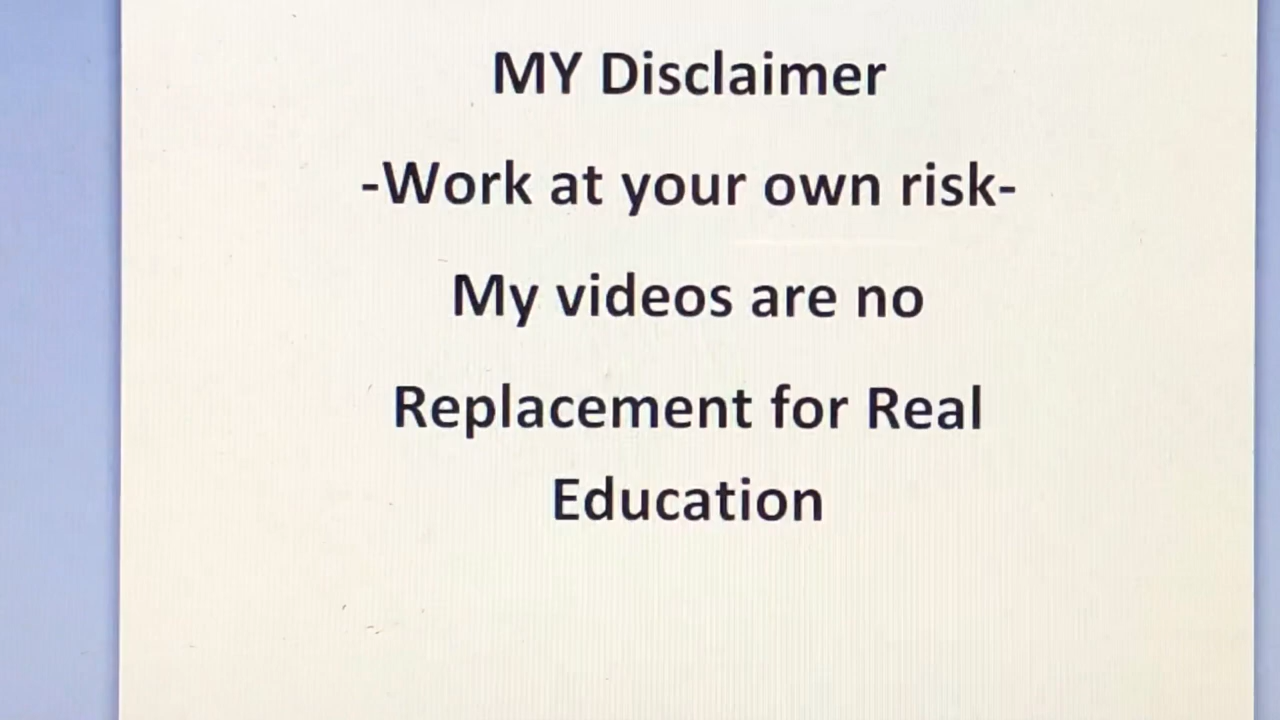 MY Disclaimer
-Work at your own risk-
My videos are no
Replacement for Real
Education